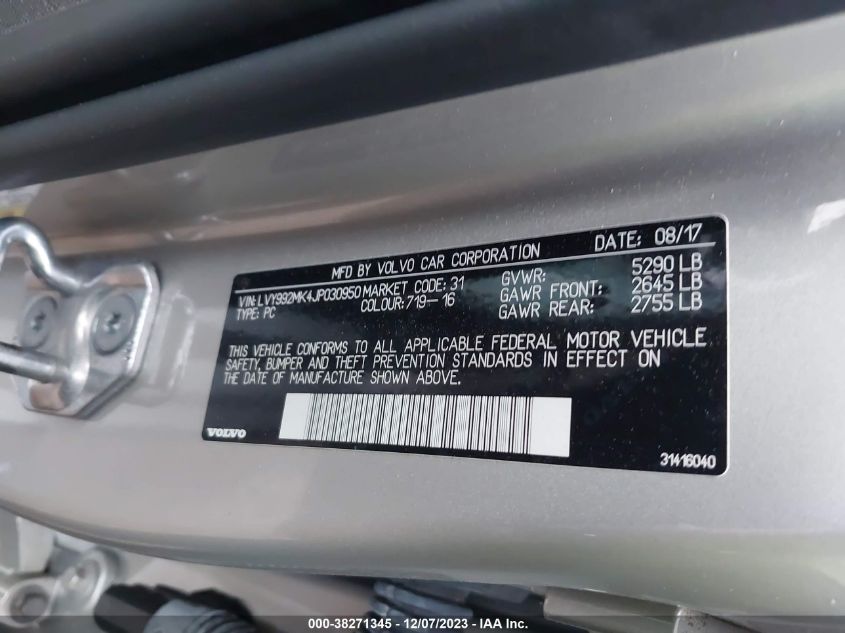 MFD BY VOLVO CAR CORPORATION DATE: 08/17
VIN: LVY992MK4JP030950 MARKET CODE: 31 GVWR: 5290 LB
TYPE: PC COLOUR: 719-16 GAWR FRONT: 2645 LB
GAWR REAR: 2755 LB
THIS VEHICLE CONFORMS TO ALL APPLICABLE FEDERAL MOTOR VEHICLE
SAFETY, BUMPER AND THEFT PREVENTION STANDARDS IN EFFECT ON
THE DATE OF MANUFACTURE SHOWN ABOVE.
VOLVO
31416040
000-38271345 - 12/07/2023 - IAA Inc.